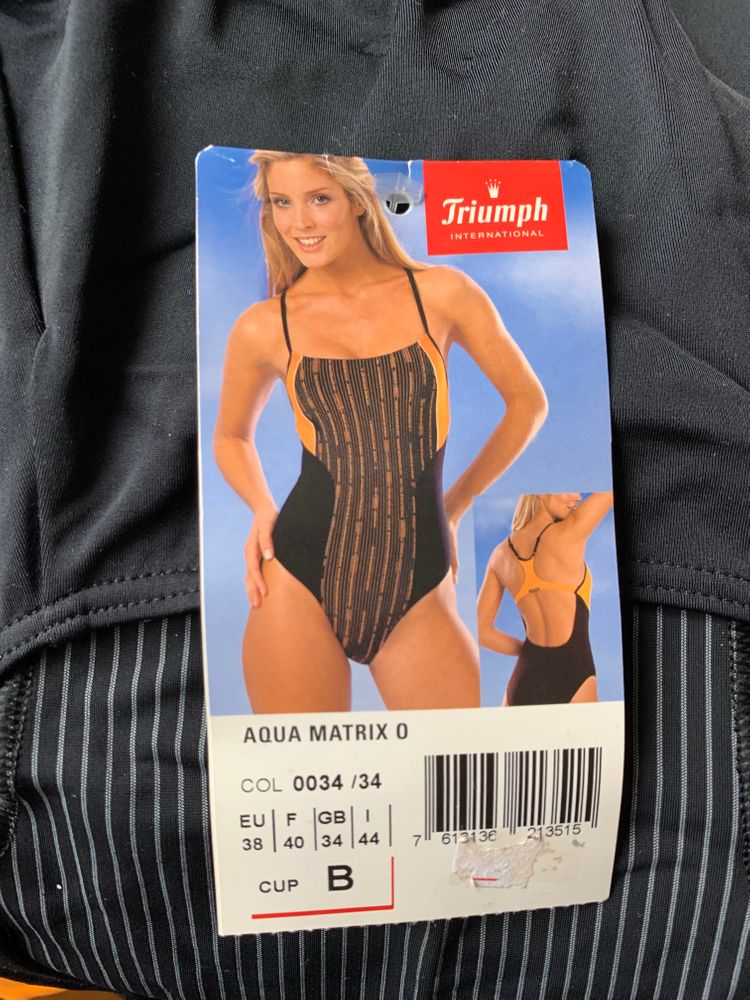 Triumph
INTERNATIONAL
AQUA MATRIX O
COL 0034 /34
EU F GB I
38 40 34 44
CUP B
7 613136 213515